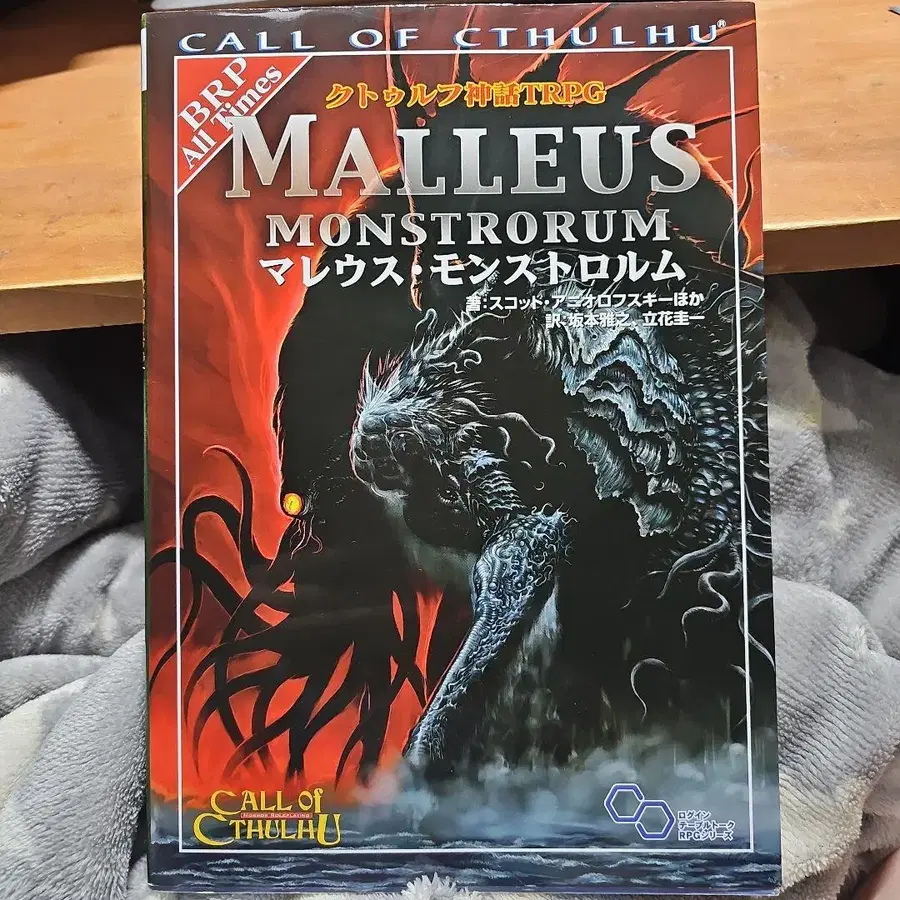 CALL OF CTHULHU®
BRP
All Times
クトゥルフ神話TRPG
MALLEUS
MONSTRORUM
マレウス・モンストロルム
著：スコット・アニオロフスキーほか
訳：坂本雅之、立花圭一
CALL of
HORROR ROLEPLAYING
CTHULHU
ログイン
テーブルトーク
RPGシリーズ